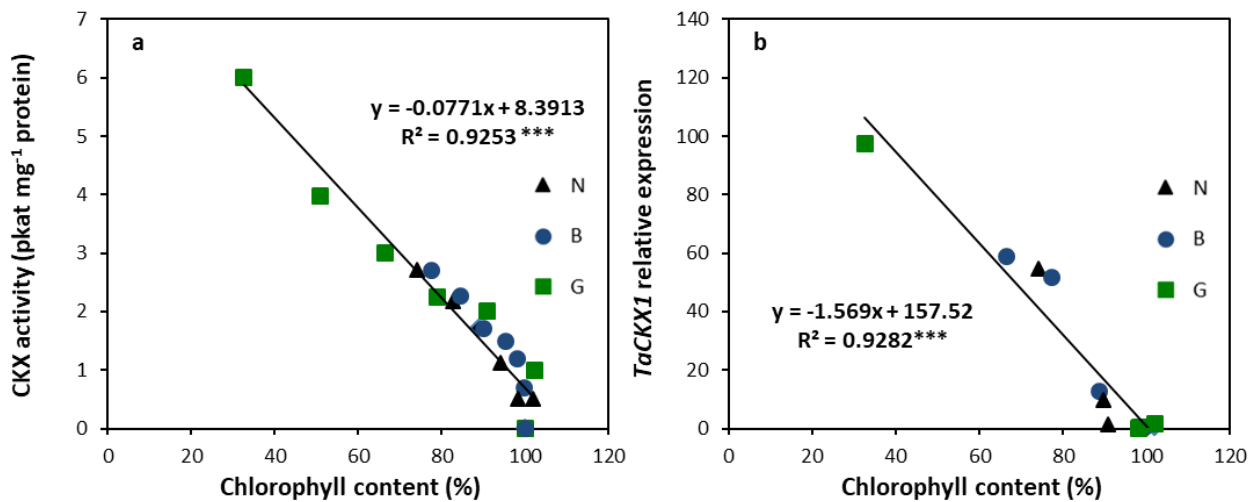 a
CKX activity (pkat mg⁻¹ protein)
7
6
5
4
3
2
1
0
y = -0.0771x + 8.3913
R² = 0.9253 ***
N
B
G
0 20 40 60 80 100 120
Chlorophyll content (%)
b
TaCKX1 relative expression
140
120
100
80
60
40
20
0
y = -1.569x + 157.52
R² = 0.9282***
N
B
G
0 20 40 60 80 100 120
Chlorophyll content (%)